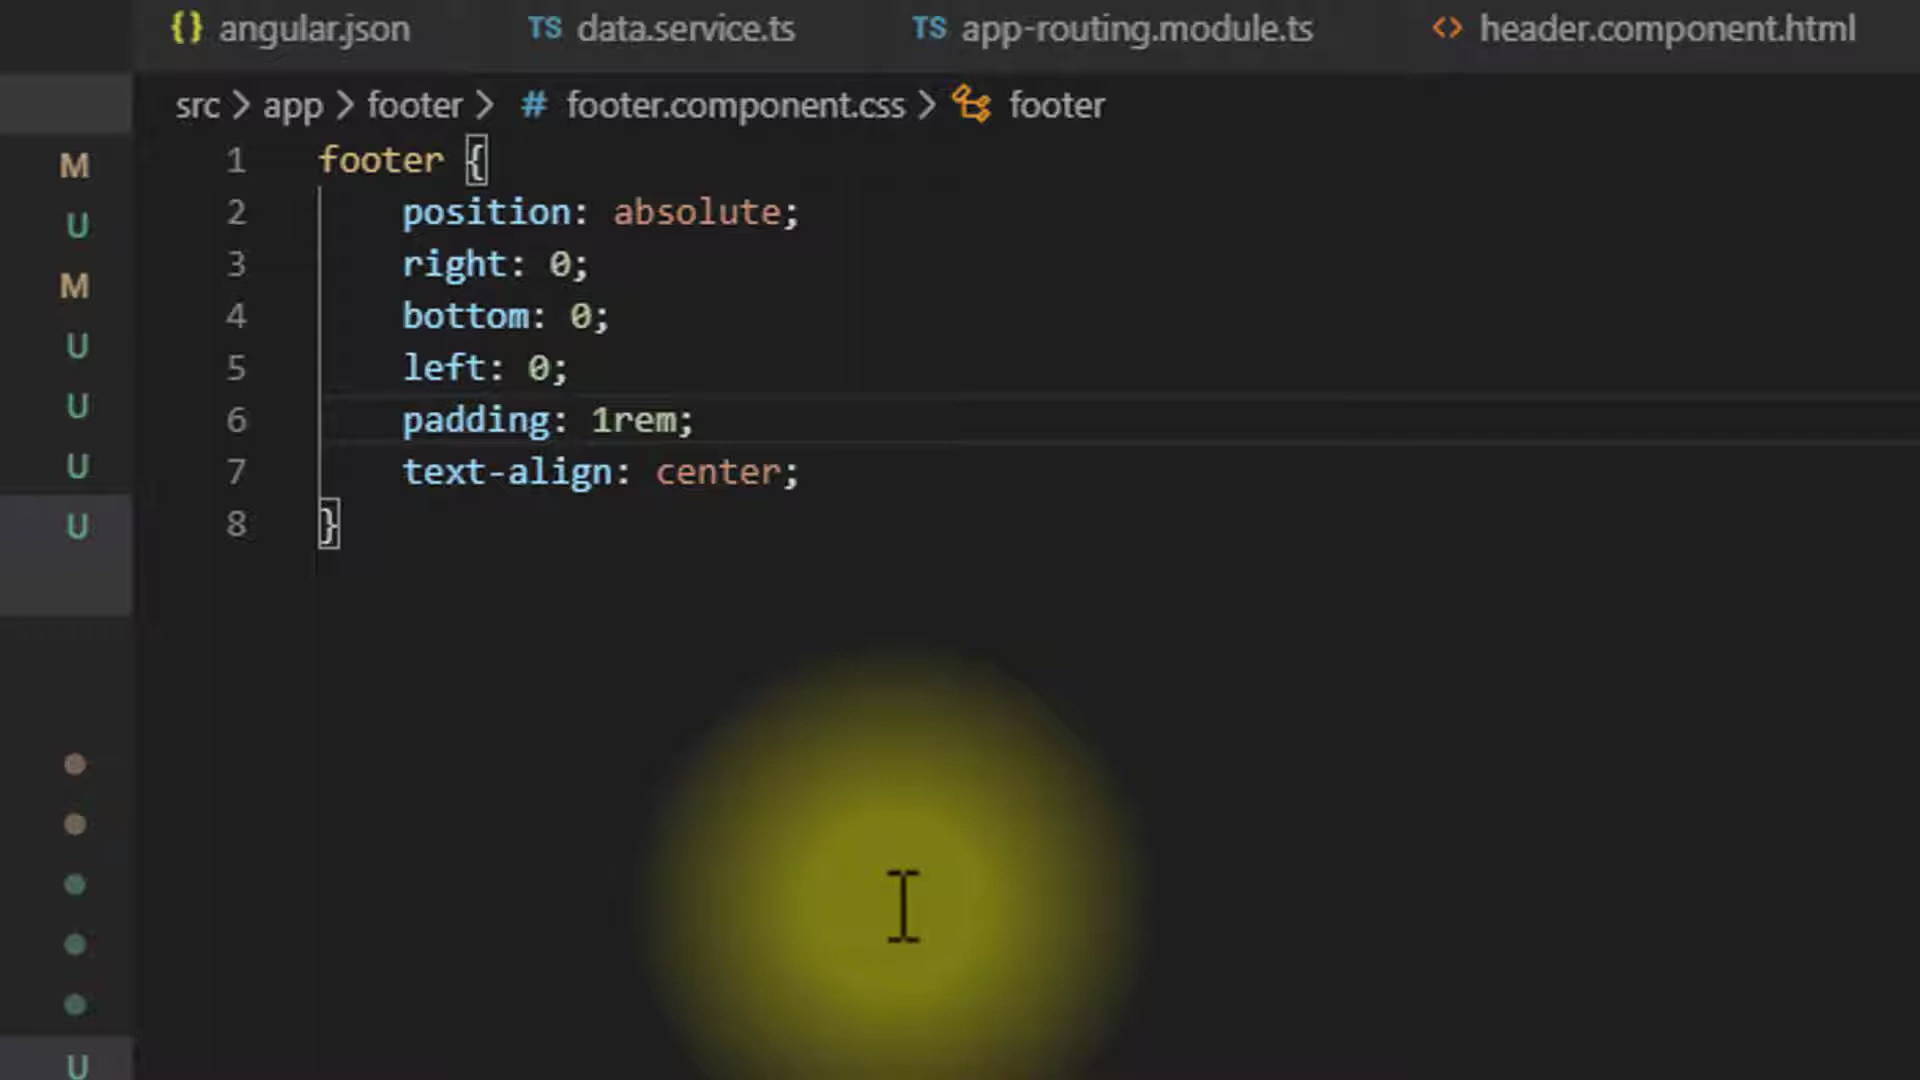 {} angular.json TS data.service.ts TS app-routing.module.ts <> header.component.html
src > app > footer > # footer.component.css > footer
M 1 footer {
U 2 position: absolute;
3 right: 0;
M 4 bottom: 0;
U 5 left: 0;
U 6 padding: 1rem;
U 7 text-align: center;
U 8 }
U